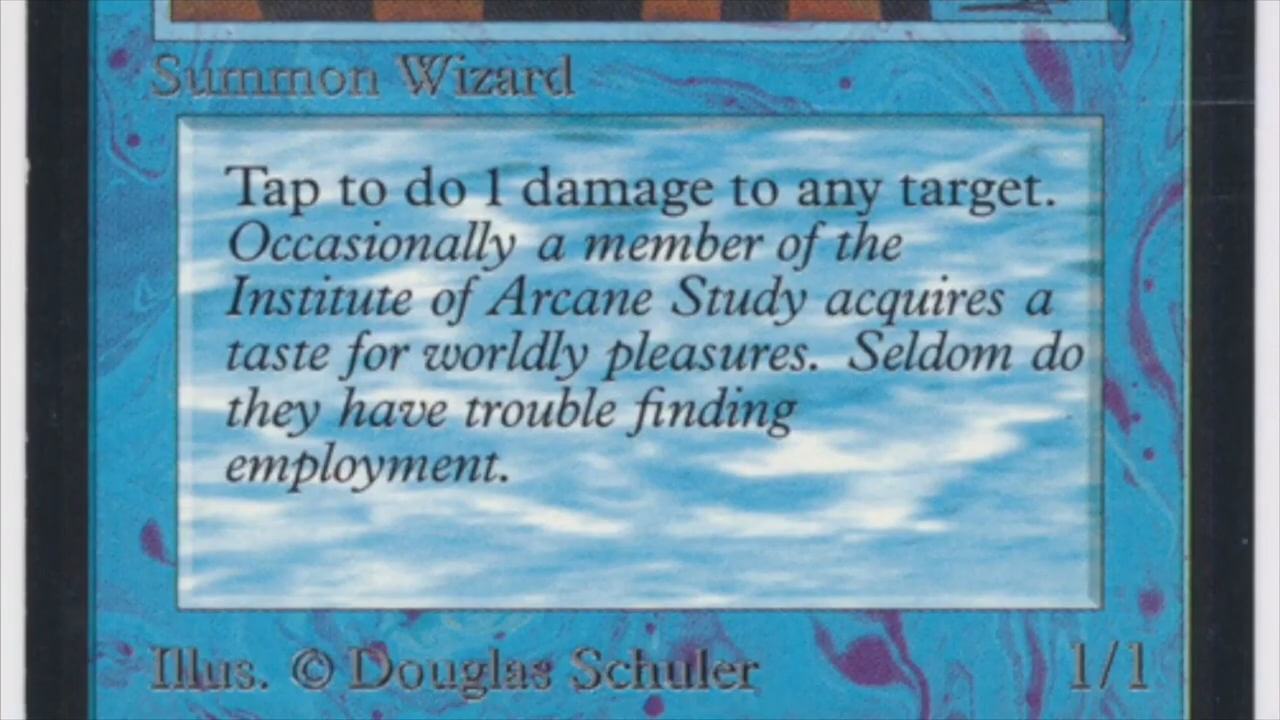 Summon Wizard
Tap to do 1 damage to any target.
Occasionally a member of the
Institute of Arcane Study acquires a
taste for worldly pleasures. Seldom do
they have trouble finding
employment.
Illus. © Douglas Schuler
1/1